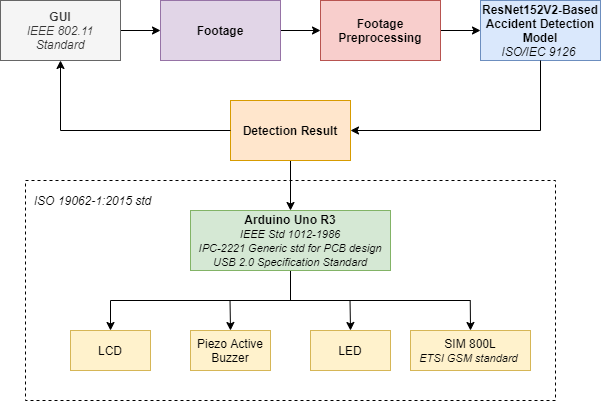 GUI
IEEE 802.11
Standard
Footage
Footage
Preprocessing
ResNet152V2-Based
Accident Detection
Model
ISO/IEC 9126
Detection Result
ISO 19062-1:2015 std
Arduino Uno R3
IEEE Std 1012-1986
IPC-2221 Generic std for PCB design
USB 2.0 Specification Standard
LCD
Piezo Active
Buzzer
LED
SIM 800L
ETSI GSM standard